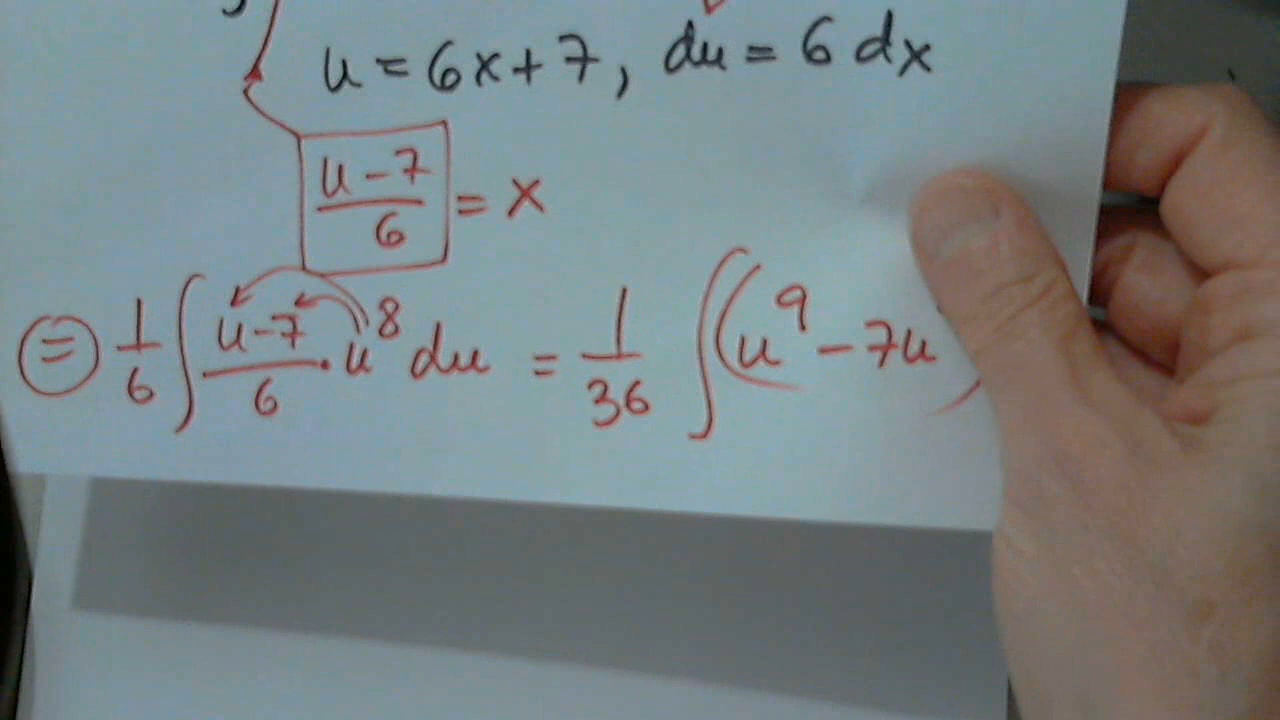 u = 6x + 7, du = 6 dx
(u - 7)/6 = x
= 1/6 ∫ (u - 7)/6 · u^8 du = 1/36 ∫ (u^9 - 7u )